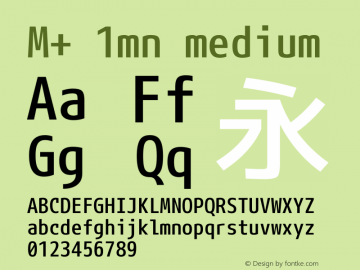 M+ 1mn medium
Aa Ff
Gg Qq
永
ABCDEFGHIJKLMNOPQRSTUVWXYZ
abcdefghijklmnopqrstuvwxyz
0123456789
© Design by fontke.com